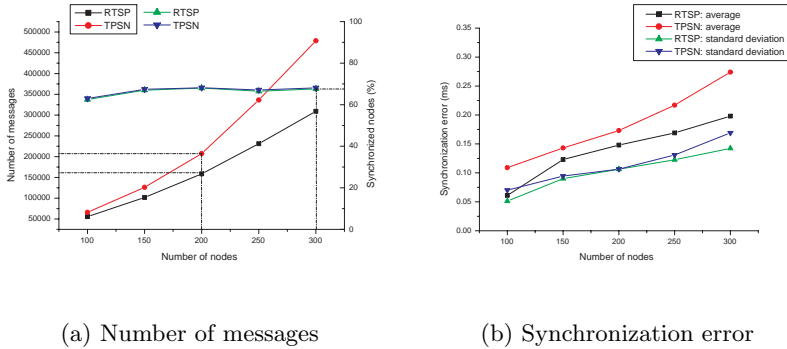 RTSP RTSP
TPSN TPSN
500000
450000
400000
350000
300000
250000
200000
150000
100000
50000
Number of messages
100
80
60
40
20
0
Synchronized nodes (%)
100 150 200 250 300
Number of nodes
(a) Number of messages
RTSP: average
TPSN: average
RTSP: standard deviation
TPSN: standard deviation
0.35
0.30
0.25
0.20
0.15
0.10
0.05
0.00
Synchronization error (ms)
100 150 200 250 300
Number of nodes
(b) Synchronization error